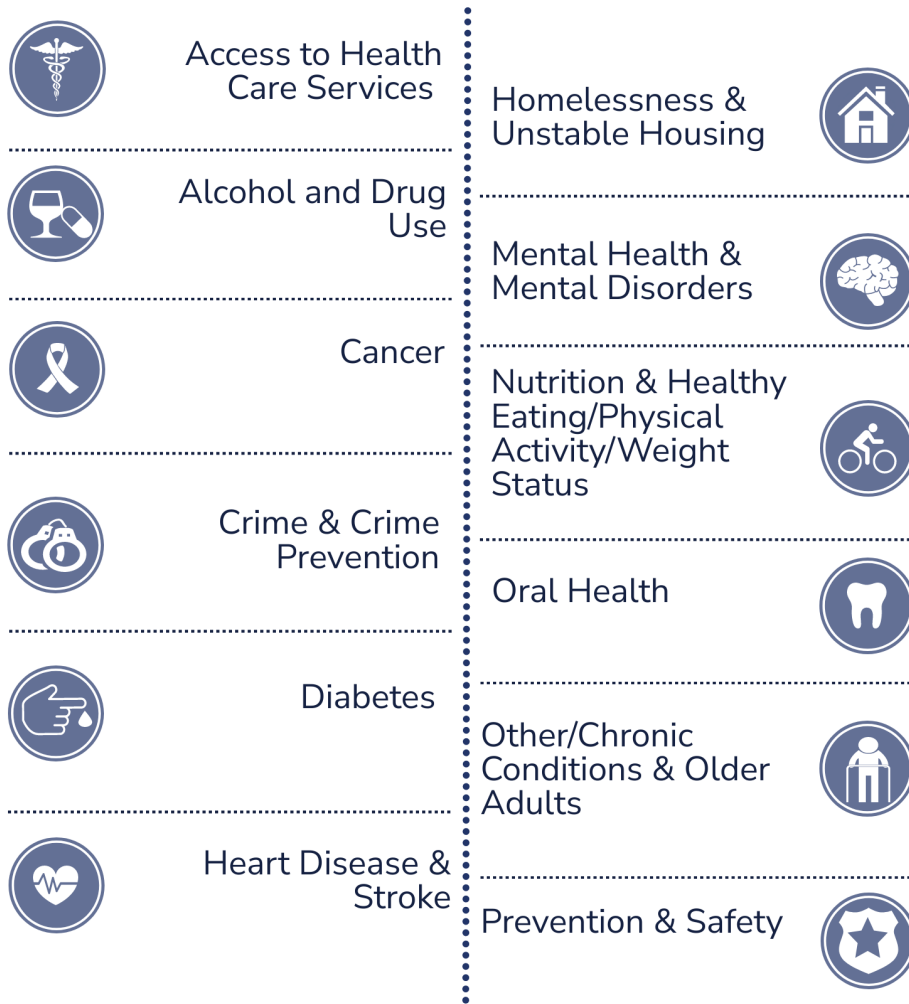 Access to Health
Care Services
Alcohol and Drug
Use
Cancer
Crime & Crime
Prevention
Diabetes
Heart Disease &
Stroke
Homelessness &
Unstable Housing
Mental Health &
Mental Disorders
Nutrition & Healthy
Eating/Physical
Activity/Weight
Status
Oral Health
Other/Chronic
Conditions & Older
Adults
Prevention & Safety